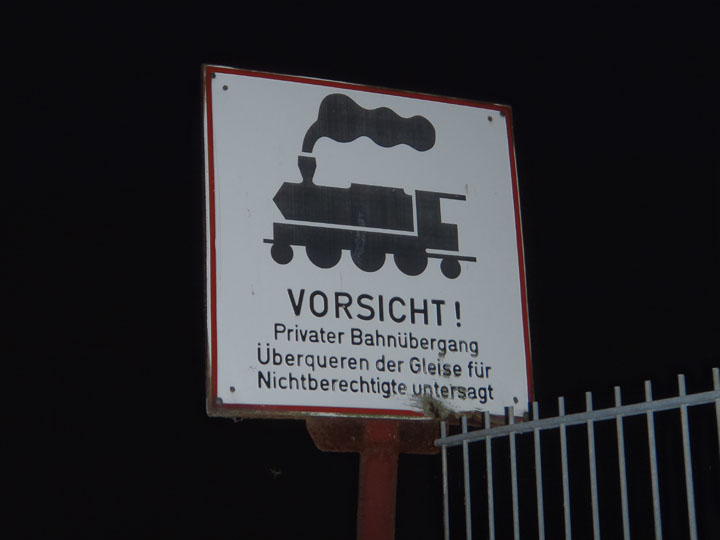 VORSICHT!
Privater Bahnübergang
Überqueren der Gleise für
Nichtberechtigte untersagt